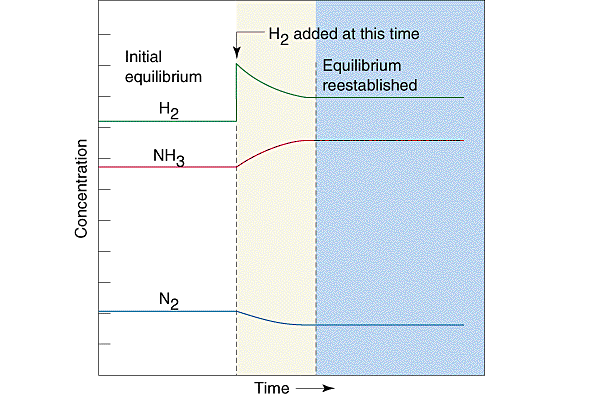 H₂ added at this time
Initial
equilibrium
Equilibrium
reestablished
H₂
NH₃
Concentration
N₂
Time